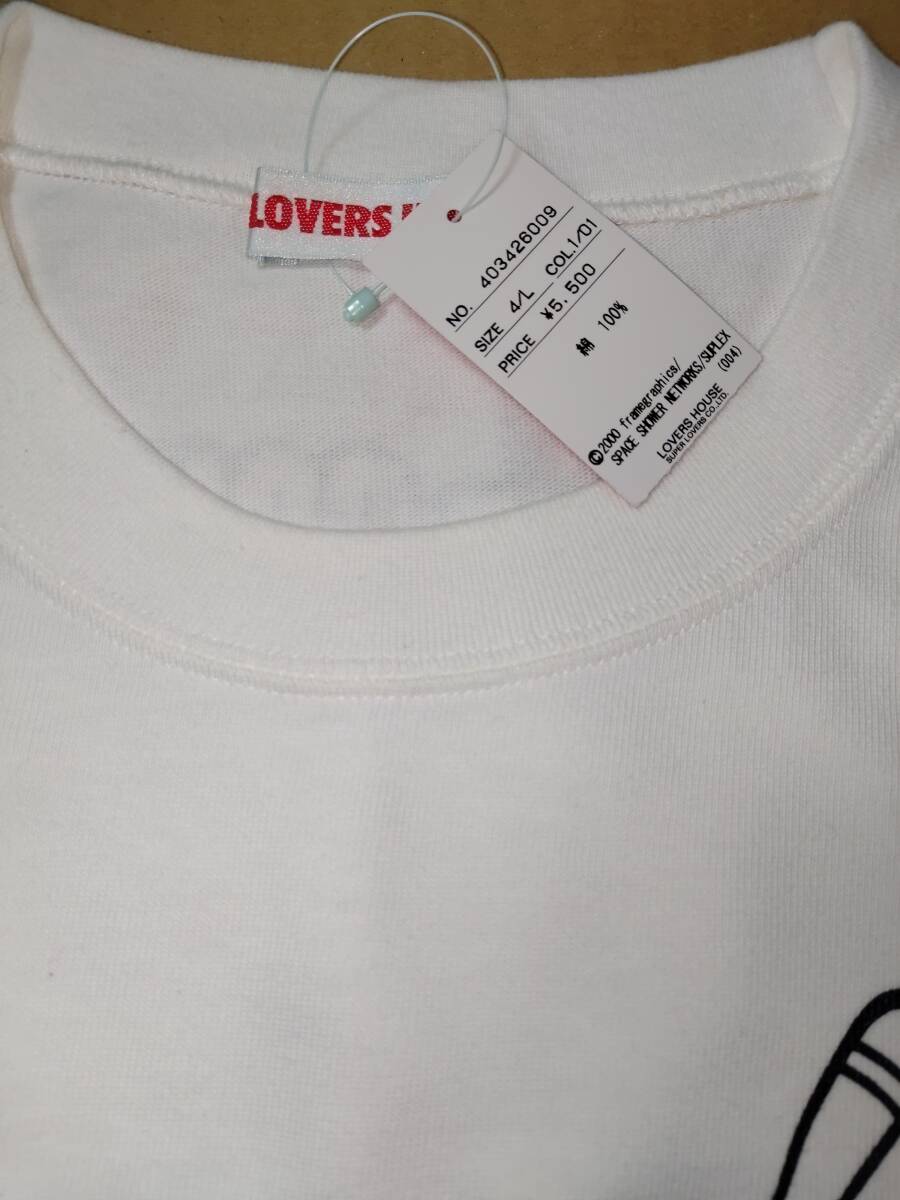 LOVERS
NO. 403426009
SIZE 4/L COL.1/01
PRICE ¥5,500
綿 100%
©2000 framegraphics/
SPACE SHOWER NETWORKS/SUPLEX
LOVERS HOUSE (004)
SUPER LOVERS CO.,LTD.